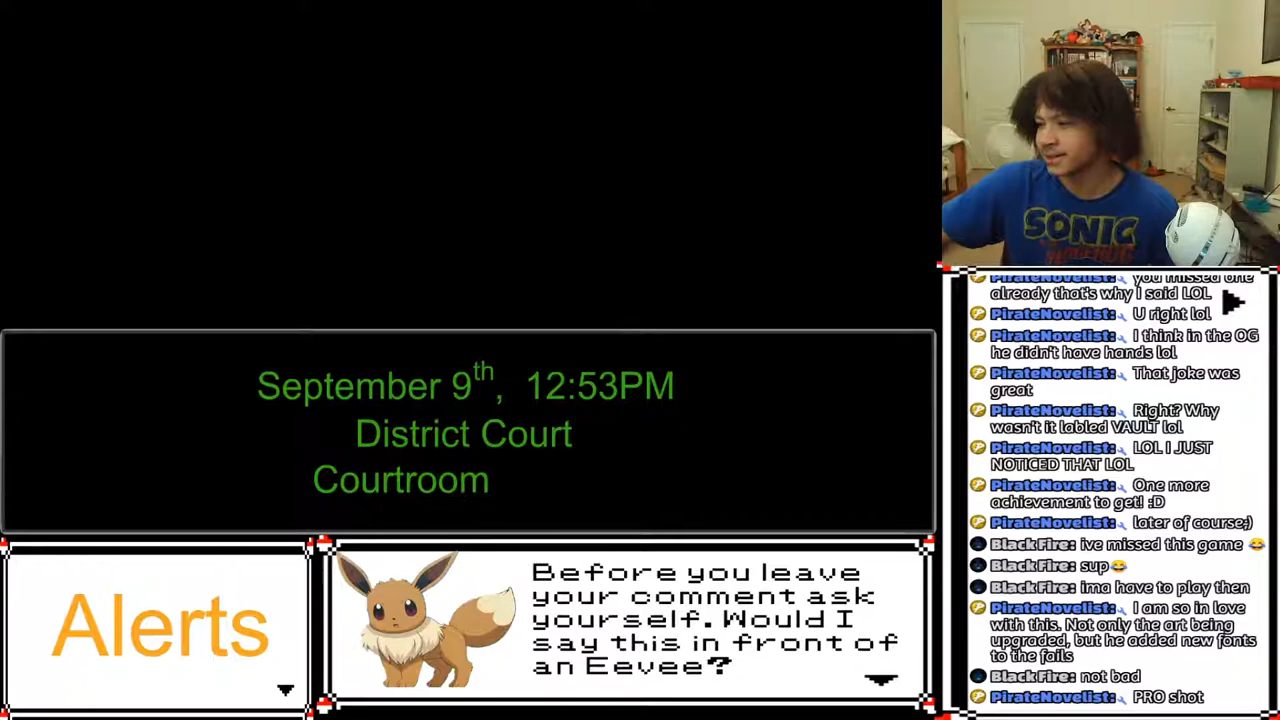 SONIC
September 9th, 12:53PM
District Court
Courtroom
Alerts
Before you leave
your comment ask
yourself. Would I
say this in front of
an Eevee?
PirateNovelist: you missed one
already that's why I said LOL
PirateNovelist: U right lol
PirateNovelist: I think in the OG
he didn't have hands lol
PirateNovelist: That joke was
great
PirateNovelist: Right? Why
wasn't it labled VAULT lol
PirateNovelist: LOL I JUST
NOTICED THAT LOL
PirateNovelist: One more
achievement to get! :D
PirateNovelist: later of course;)
BlackFire: ive missed this game 😂
BlackFire: sup😂
BlackFire: ima have to play then
PirateNovelist: I am so in love
with this. Not only the art being
upgraded, but he added new fonts
to the fails
BlackFire: not bad
PirateNovelist: PRO shot